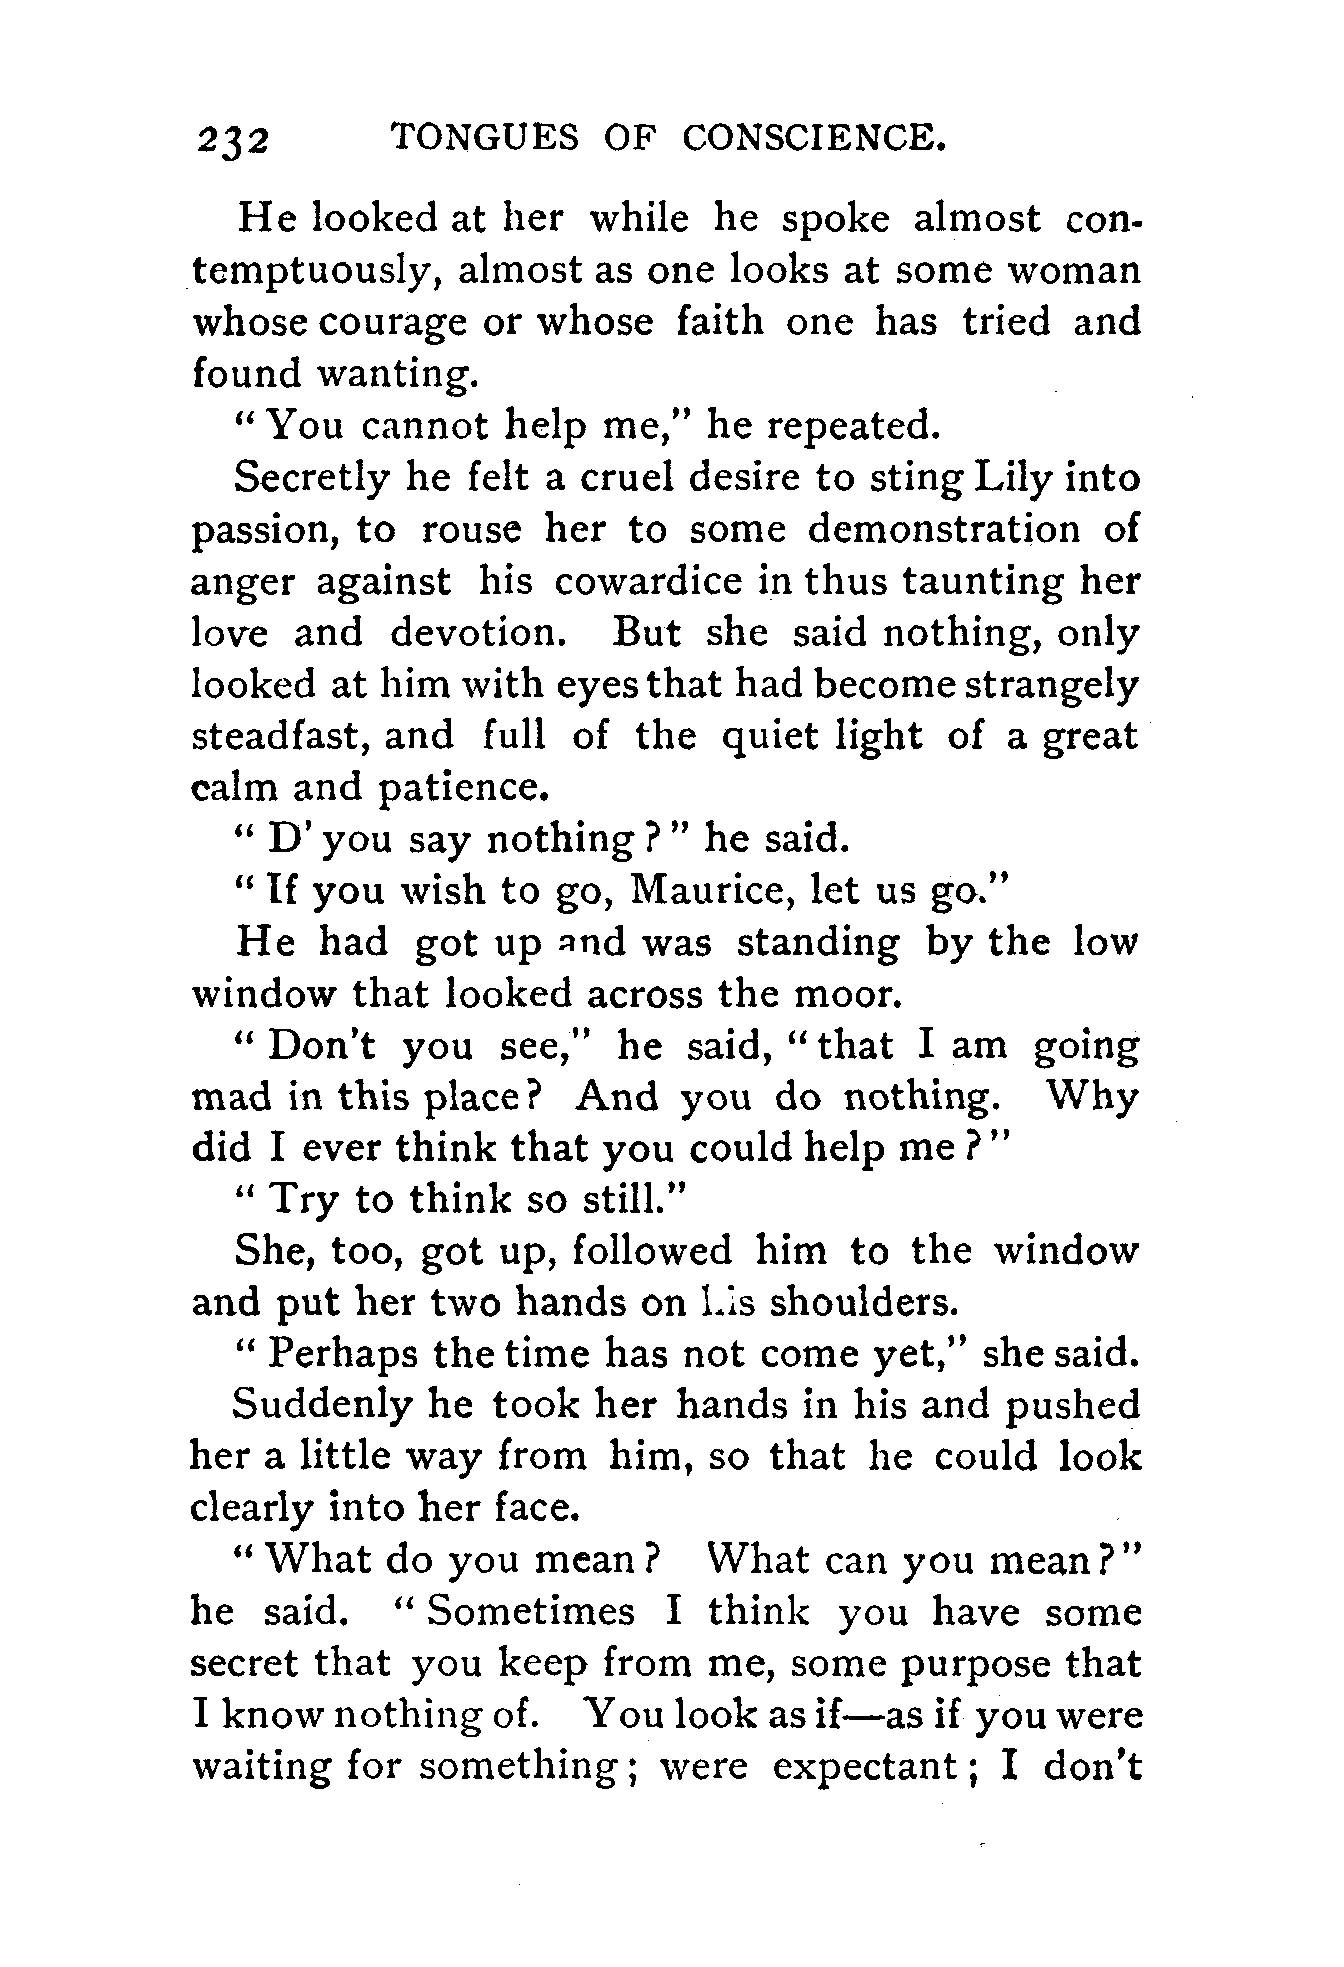 232 TONGUES OF CONSCIENCE.
He looked at her while he spoke almost con-
temptuously, almost as one looks at some woman
whose courage or whose faith one has tried and
found wanting.
" You cannot help me," he repeated.
Secretly he felt a cruel desire to sting Lily into
passion, to rouse her to some demonstration of
anger against his cowardice in thus taunting her
love and devotion. But she said nothing, only
looked at him with eyes that had become strangely
steadfast, and full of the quiet light of a great
calm and patience.
" D' you say nothing ? " he said.
" If you wish to go, Maurice, let us go."
He had got up and was standing by the low
window that looked across the moor.
" Don't you see," he said, " that I am going
mad in this place ? And you do nothing. Why
did I ever think that you could help me ? "
" Try to think so still."
She, too, got up, followed him to the window
and put her two hands on his shoulders.
" Perhaps the time has not come yet," she said.
Suddenly he took her hands in his and pushed
her a little way from him, so that he could look
clearly into her face.
" What do you mean ? What can you mean ? "
he said. " Sometimes I think you have some
secret that you keep from me, some purpose that
I know nothing of. You look as if—as if you were
waiting for something ; were expectant ; I don't